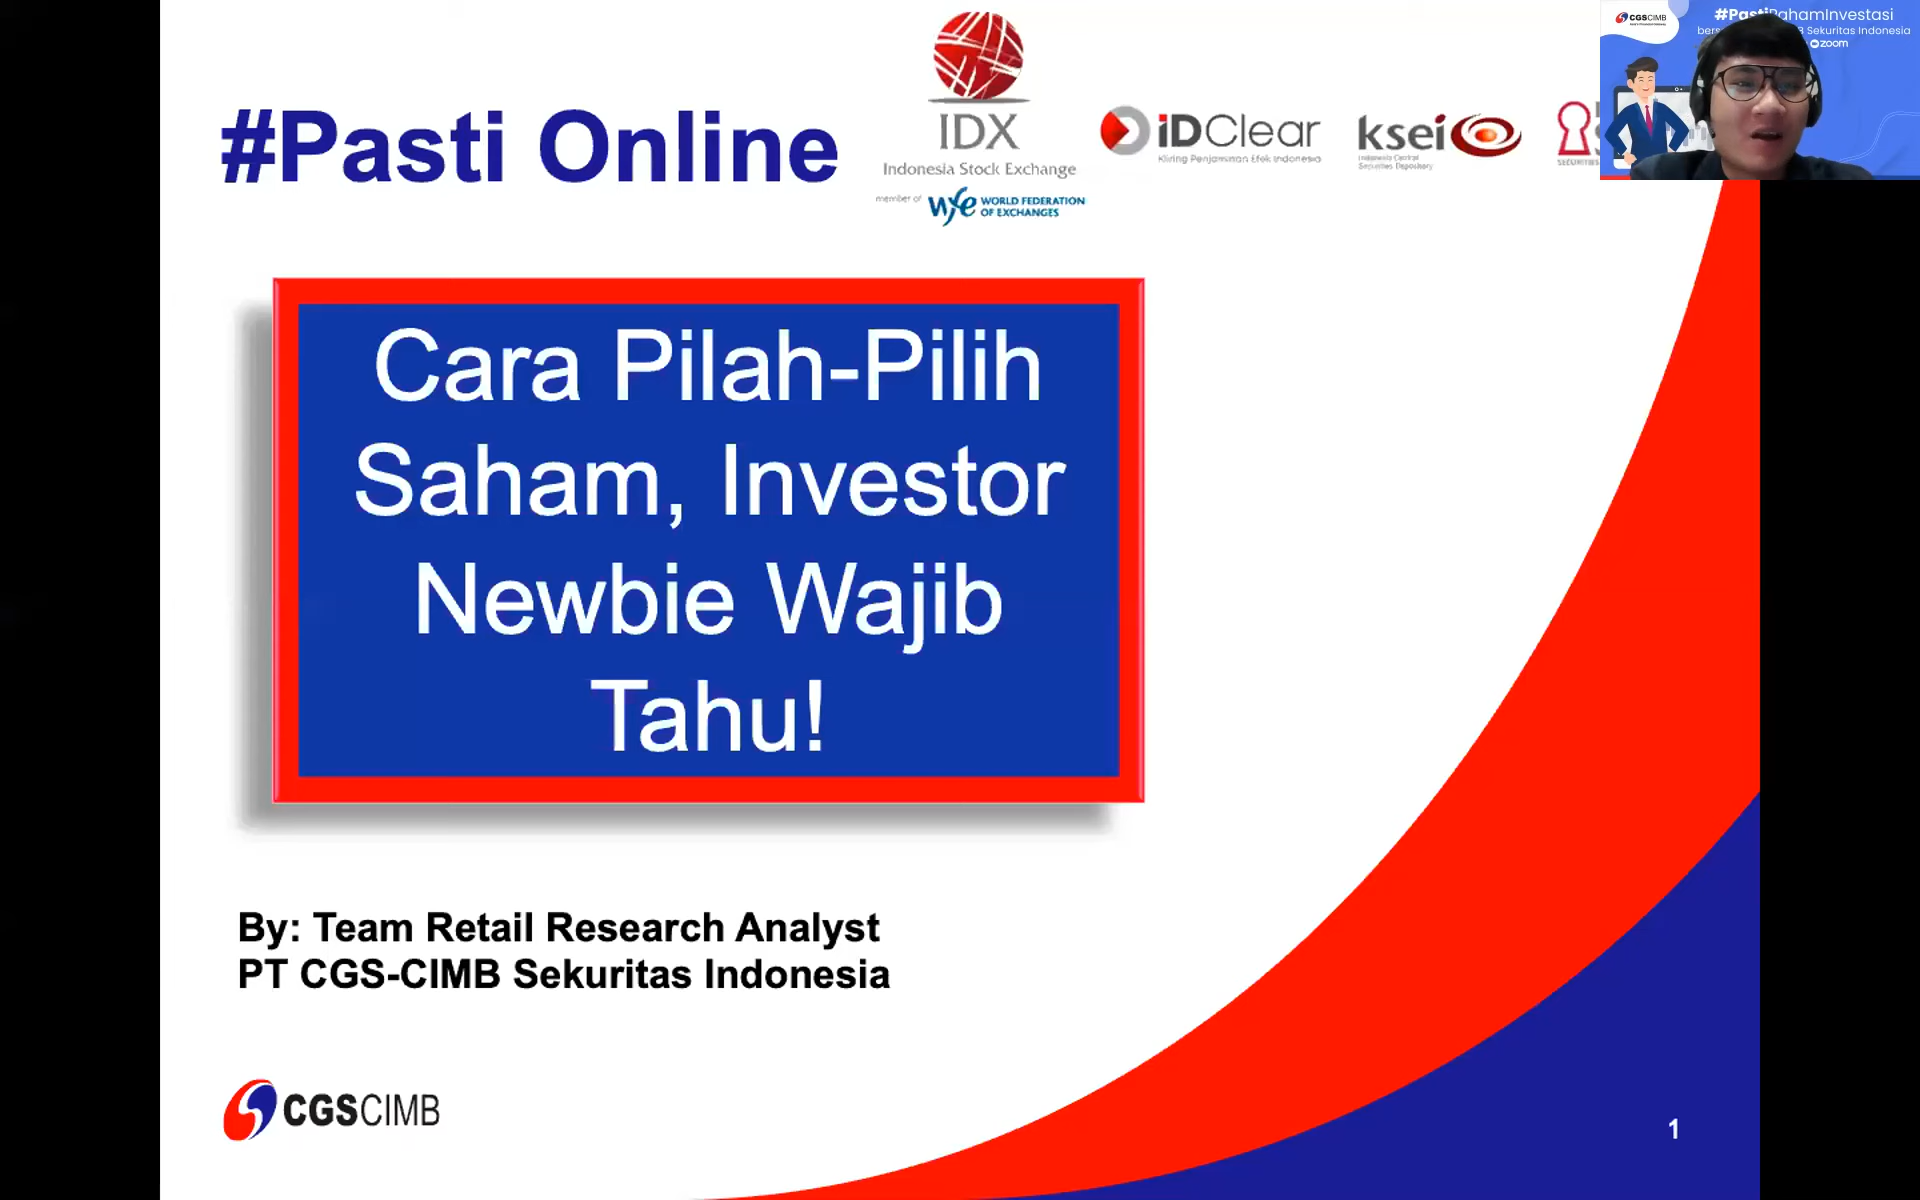 #Pasti Online
IDX
Indonesia Stock Exchange
member of
wfe WORLD FEDERATION
OF EXCHANGES
iDClear
Kliring Penjaminan Efek Indonesia
ksei
Indonesia Central
Securities Depository
CGSCIMB
Sekuritas Indonesia
zoom
Cara Pilah-Pilih
Saham, Investor
Newbie Wajib
Tahu!
By: Team Retail Research Analyst
PT CGS-CIMB Sekuritas Indonesia
CGSCIMB
1